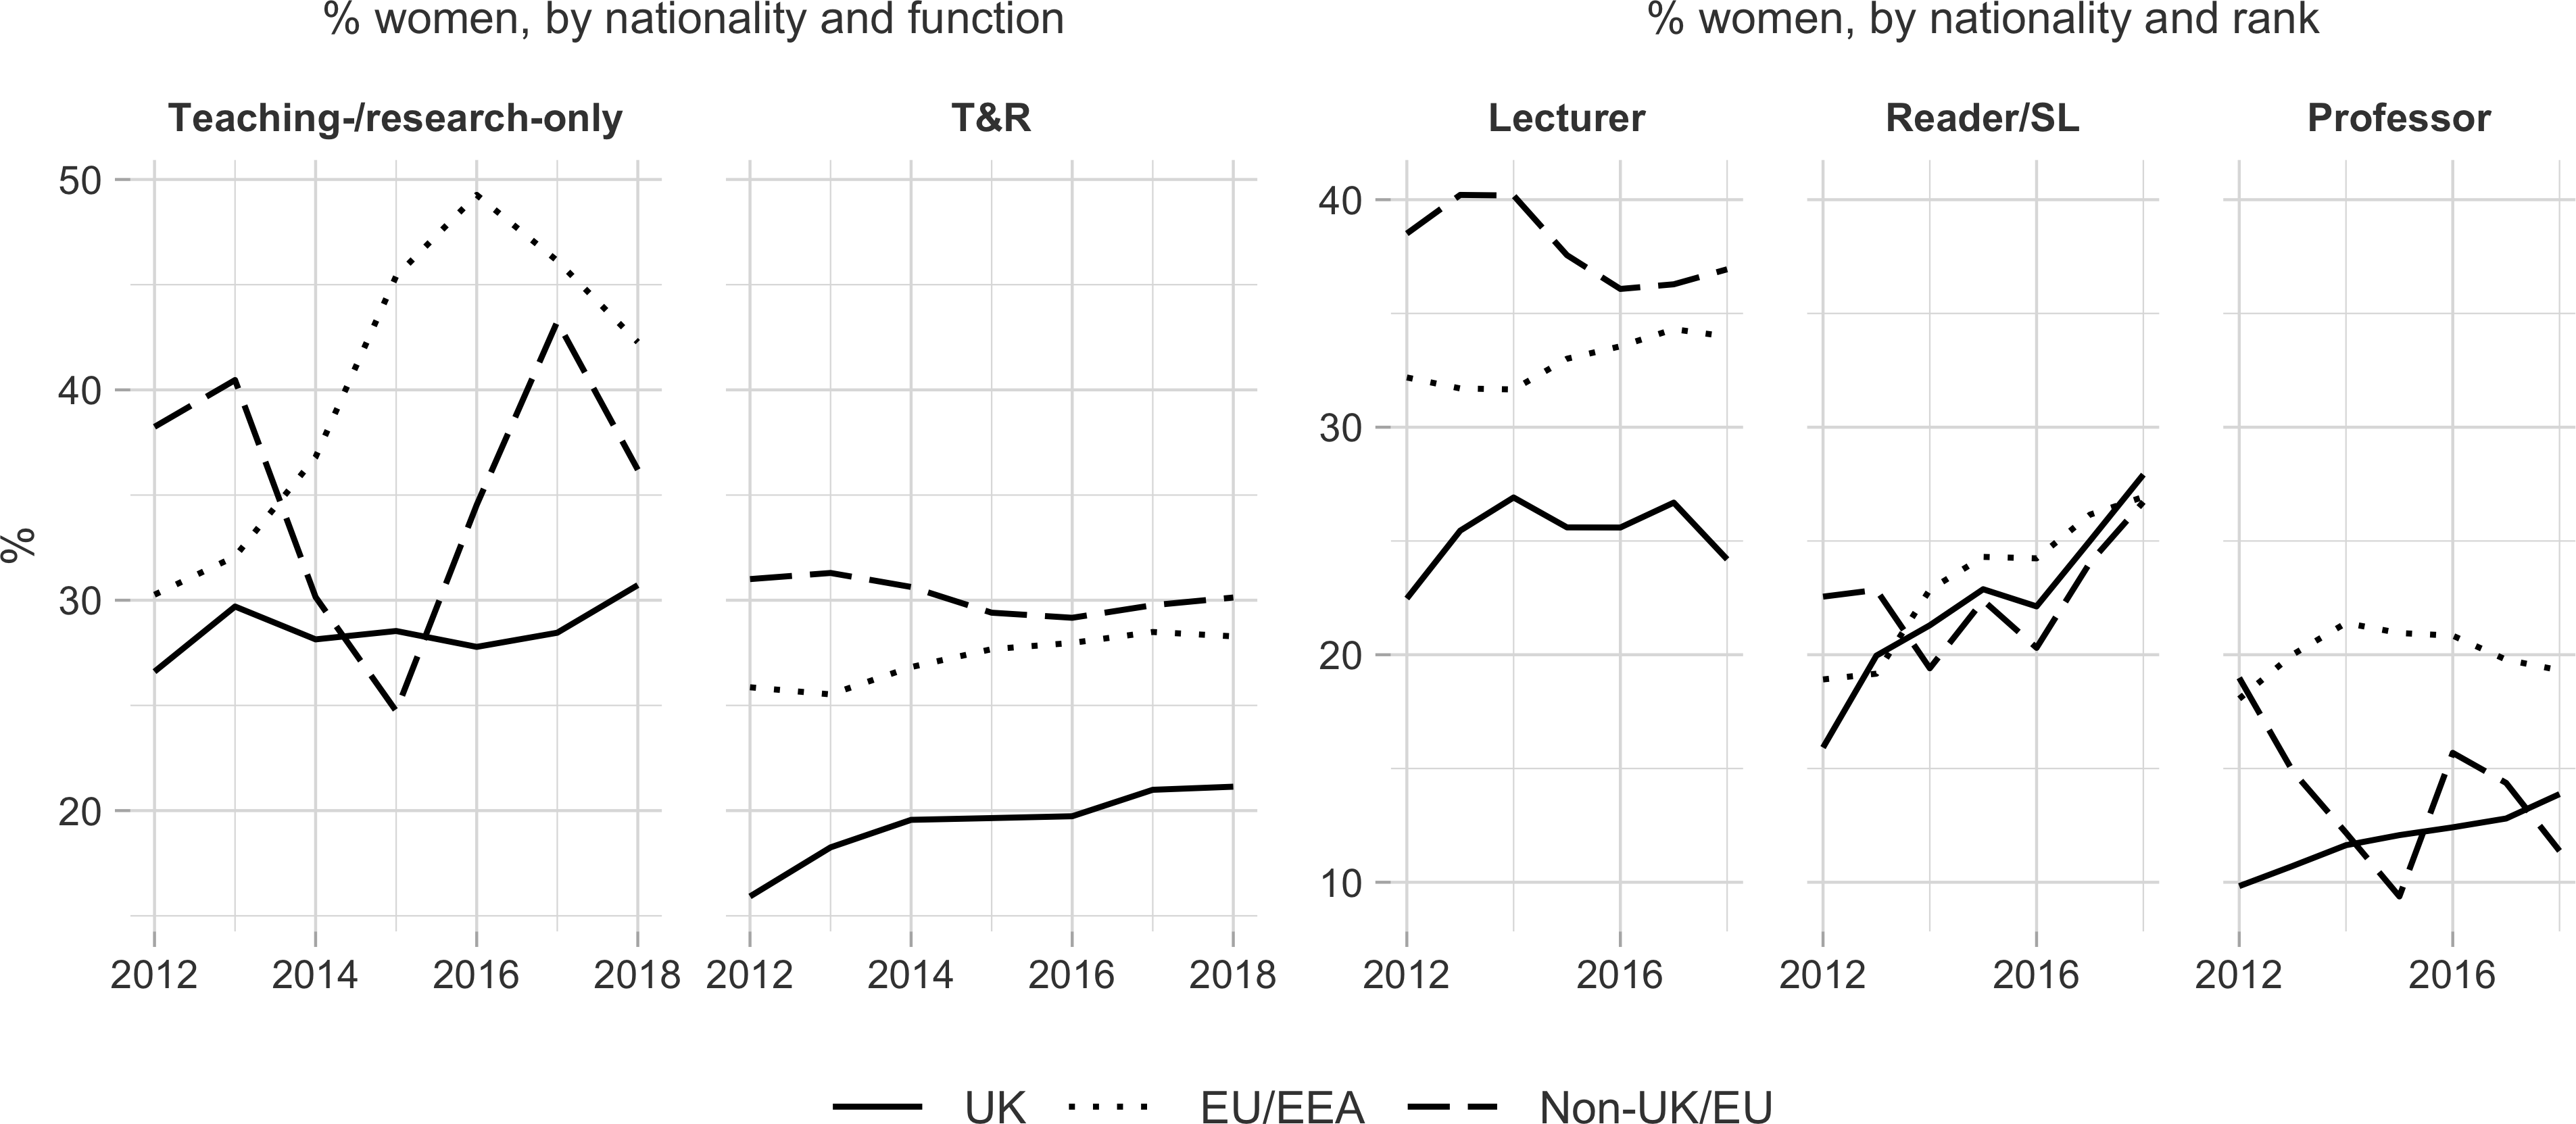 % women, by nationality and function
% women, by nationality and rank
Teaching-/research-only
T&R
Lecturer
Reader/SL
Professor
%
50
40
30
20
40
30
20
10
2012 2014 2016 2018
2012 2014 2016 2018
2012 2016
2012 2016
2012 2016
UK EU/EEA Non-UK/EU